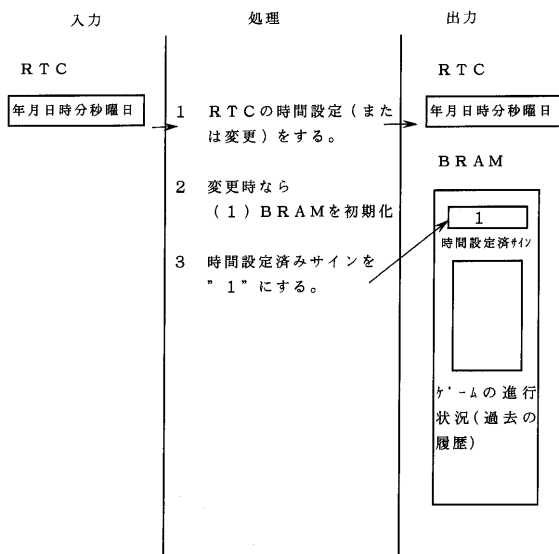 入力
処理
出力
RTC
年月日時分秒曜日
1 RTCの時間設定(また
は変更)をする。
2 変更時なら
(1)BRAMを初期化
3 時間設定済みサインを
"1"にする。
RTC
年月日時分秒曜日
BRAM
1
時間設定済サイン
ゲームの進行
状況(過去の
履歴)